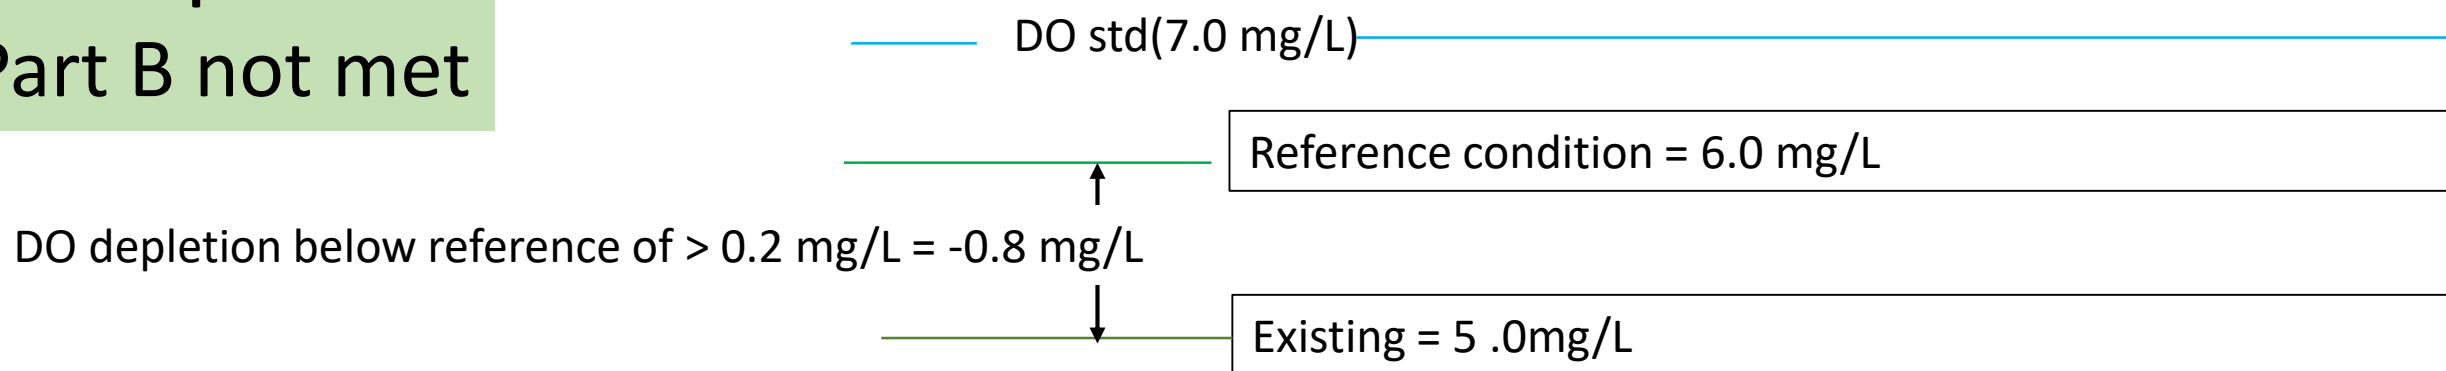 Part B not met
DO std(7.0 mg/L)
Reference condition = 6.0 mg/L
DO depletion below reference of > 0.2 mg/L = -0.8 mg/L
Existing = 5 .0mg/L